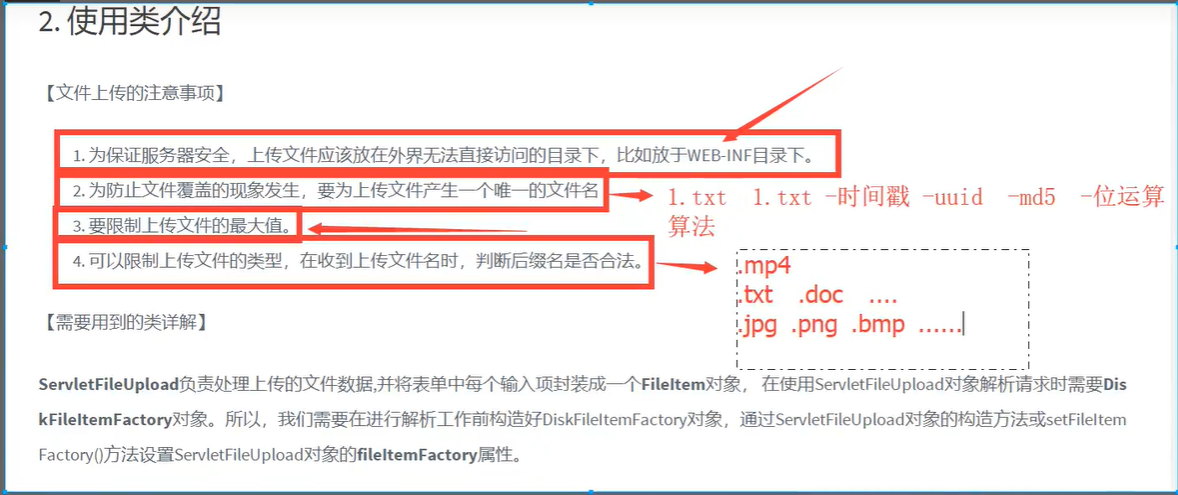 2. 使用类介绍
【文件上传的注意事项】
1. 为保证服务器安全，上传文件应该放在外界无法直接访问的目录下，比如放于WEB-INF目录下。
2. 为防止文件覆盖的现象发生，要为上传文件产生一个唯一的文件名
1.txt 1.txt -时间戳 -uuid -md5 -位运算
算法
3. 要限制上传文件的最大值。
4. 可以限制上传文件的类型，在收到上传文件名时，判断后缀名是否合法。
.mp4
.txt .doc ....
.jpg .png .bmp ......
【需要用到的类详解】
ServletFileUpload负责处理上传的文件数据,并将表单中每个输入项封装成一个FileItem对象， 在使用ServletFileUpload对象解析请求时需要Dis
kFileItemFactory对象。所以，我们需要在进行解析工作前构造好DiskFileItemFactory对象，通过ServletFileUpload对象的构造方法或setFileItem
Factory()方法设置ServletFileUpload对象的fileItemFactory属性。